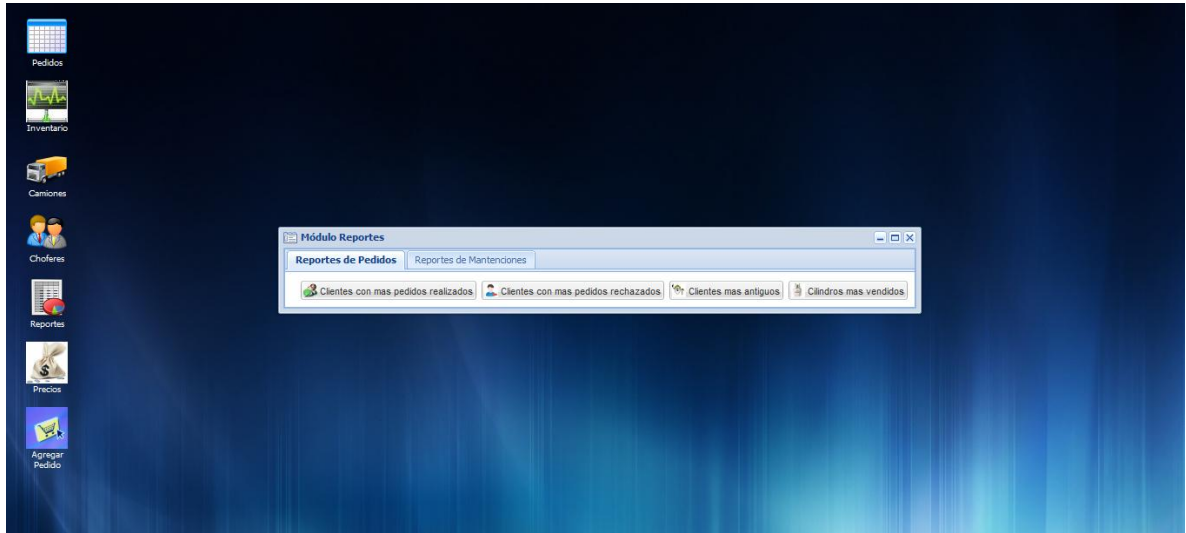 Pedidos
Inventario
Camiones
Choferes
Reportes
Precios
Agregar
Pedido
Módulo Reportes
Reportes de Pedidos Reportes de Mantenciones
Clientes con mas pedidos realizados Clientes con mas pedidos rechazados Clientes mas antiguos Cilindros mas vendidos